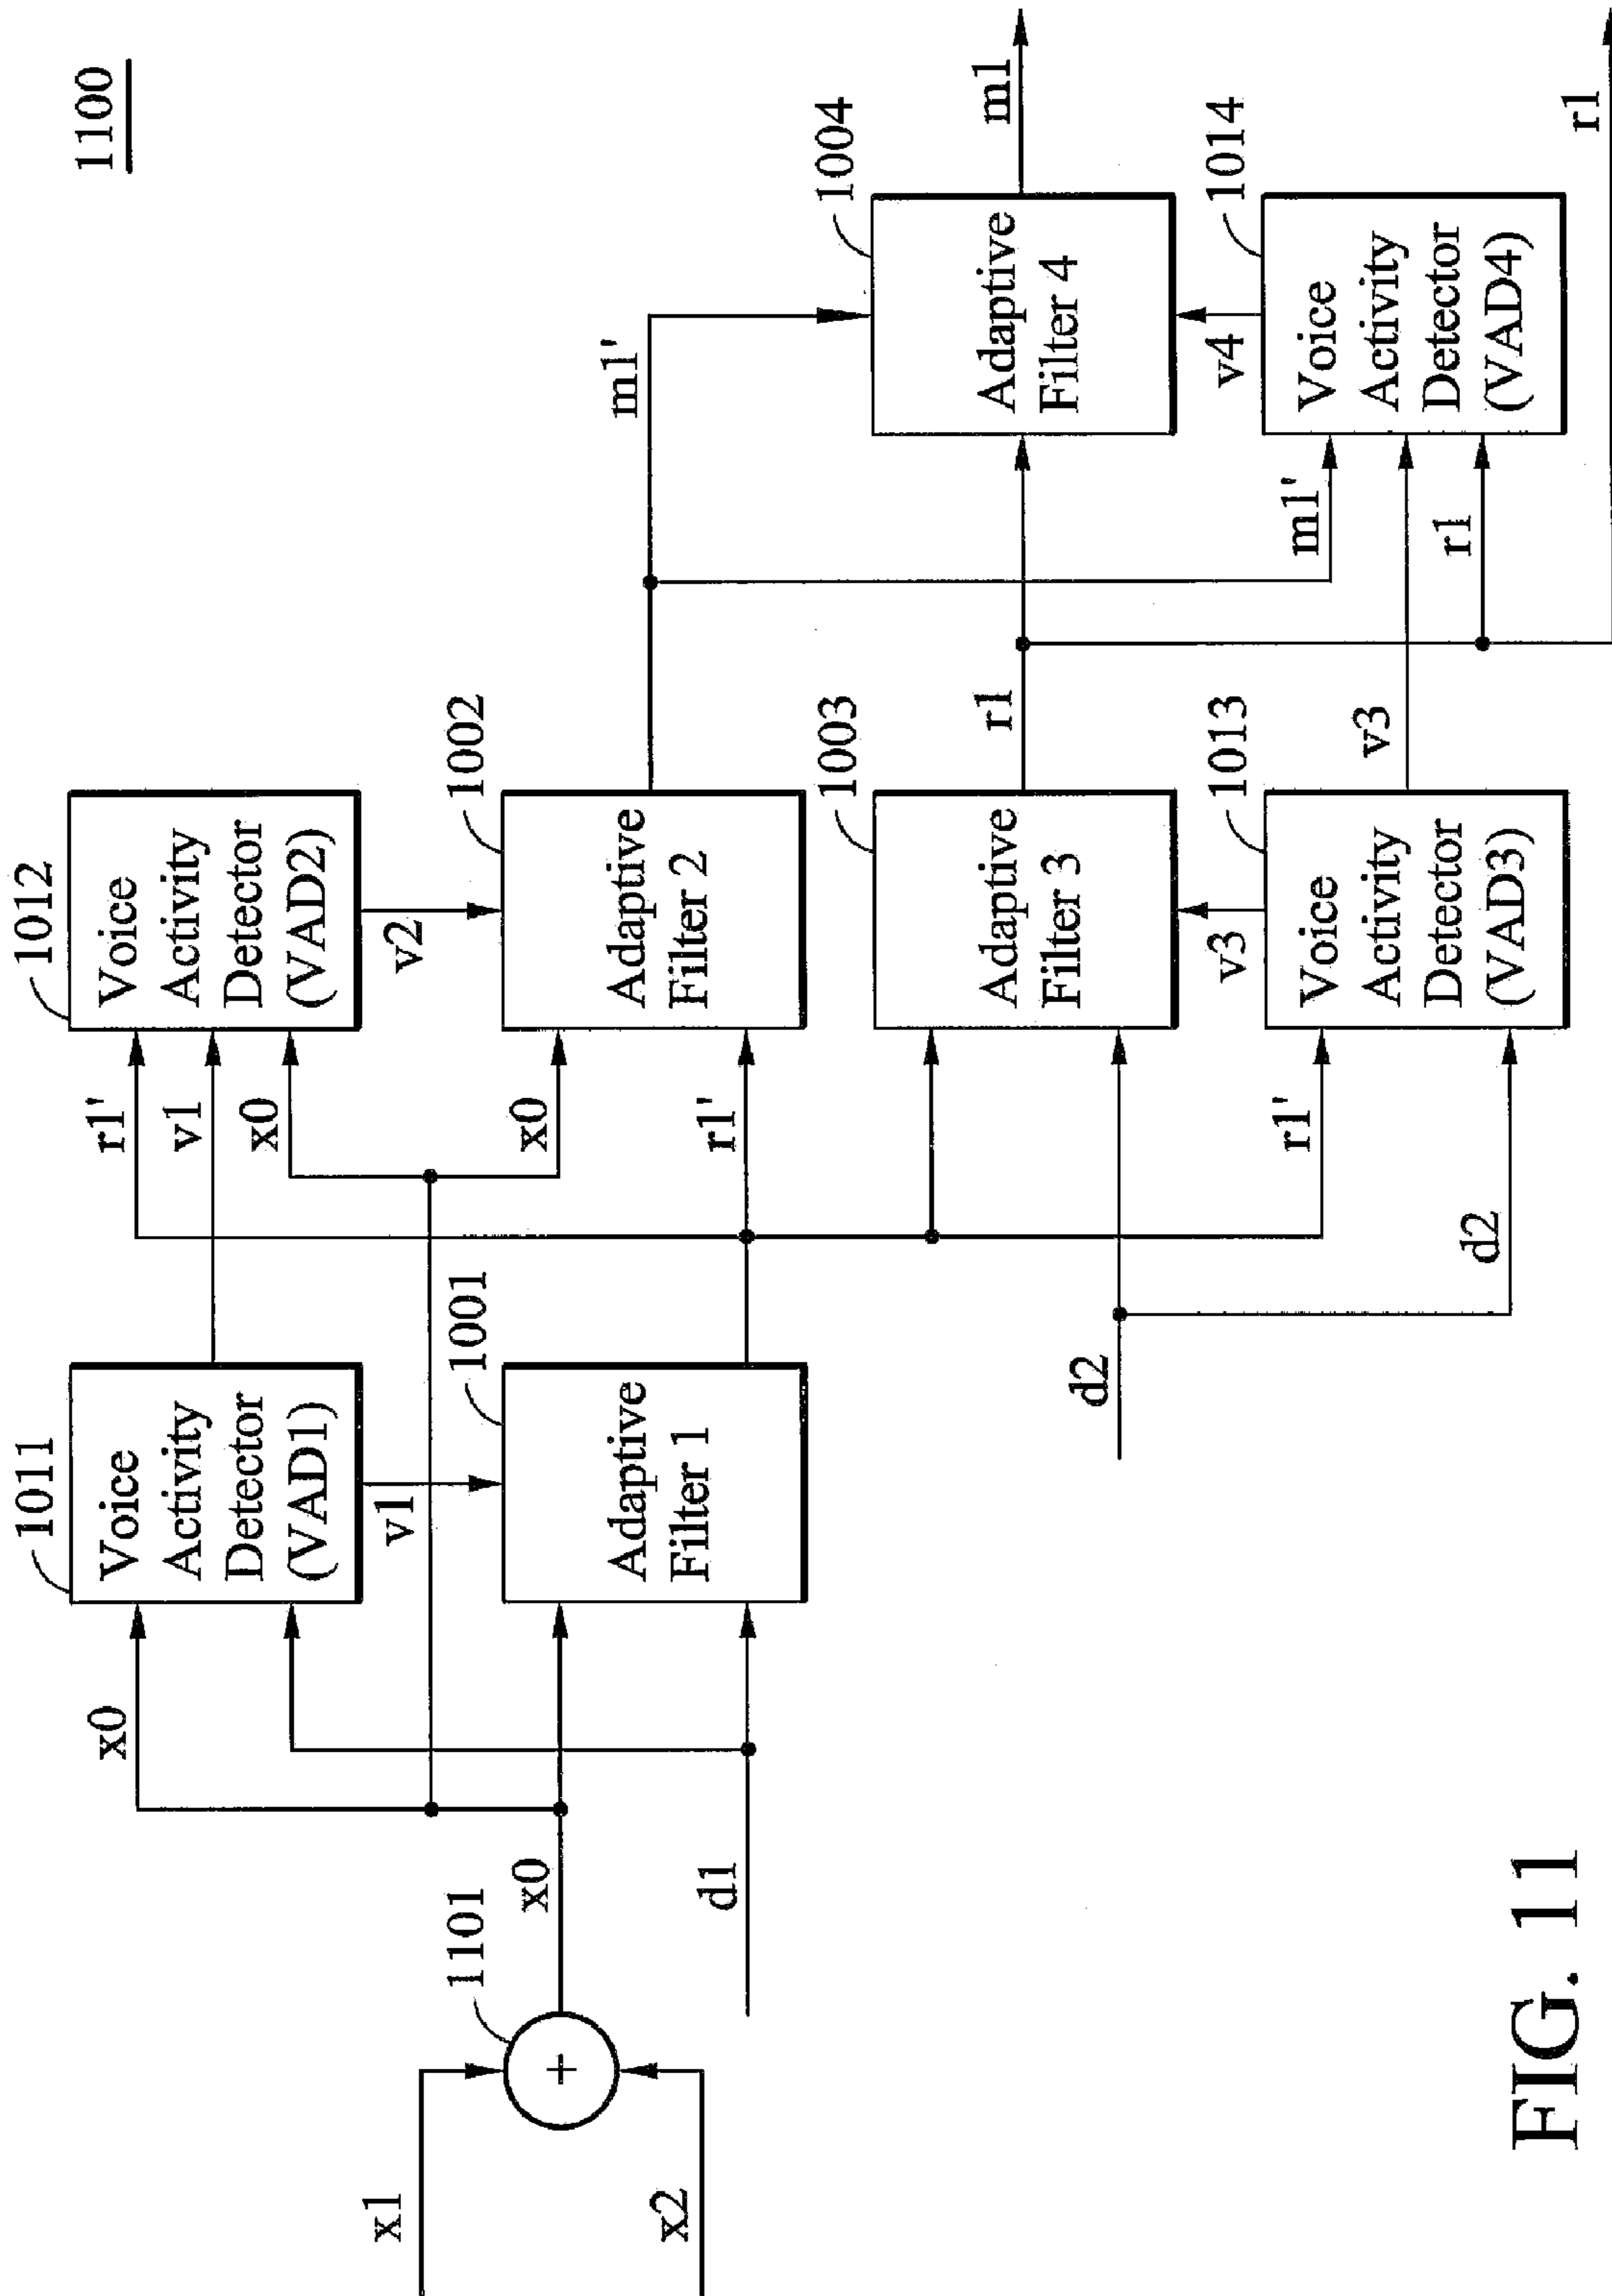 1100
1011
Voice
Activity
Detector
(VAD1)
1012
Voice
Activity
Detector
(VAD2)
x0
r1'
v1
x0
v1
v2
1101
x1
x2
+
x0
d1
1001
Adaptive
Filter 1
x0
r1'
1002
Adaptive
Filter 2
m1'
d2
1003
Adaptive
Filter 3
r1
1004
Adaptive
Filter 4
m1
v3
v4
r1'
d2
1013
Voice
Activity
Detector
(VAD3)
v3
m1'
r1
1014
Voice
Activity
Detector
(VAD4)
r1
FIG. 11